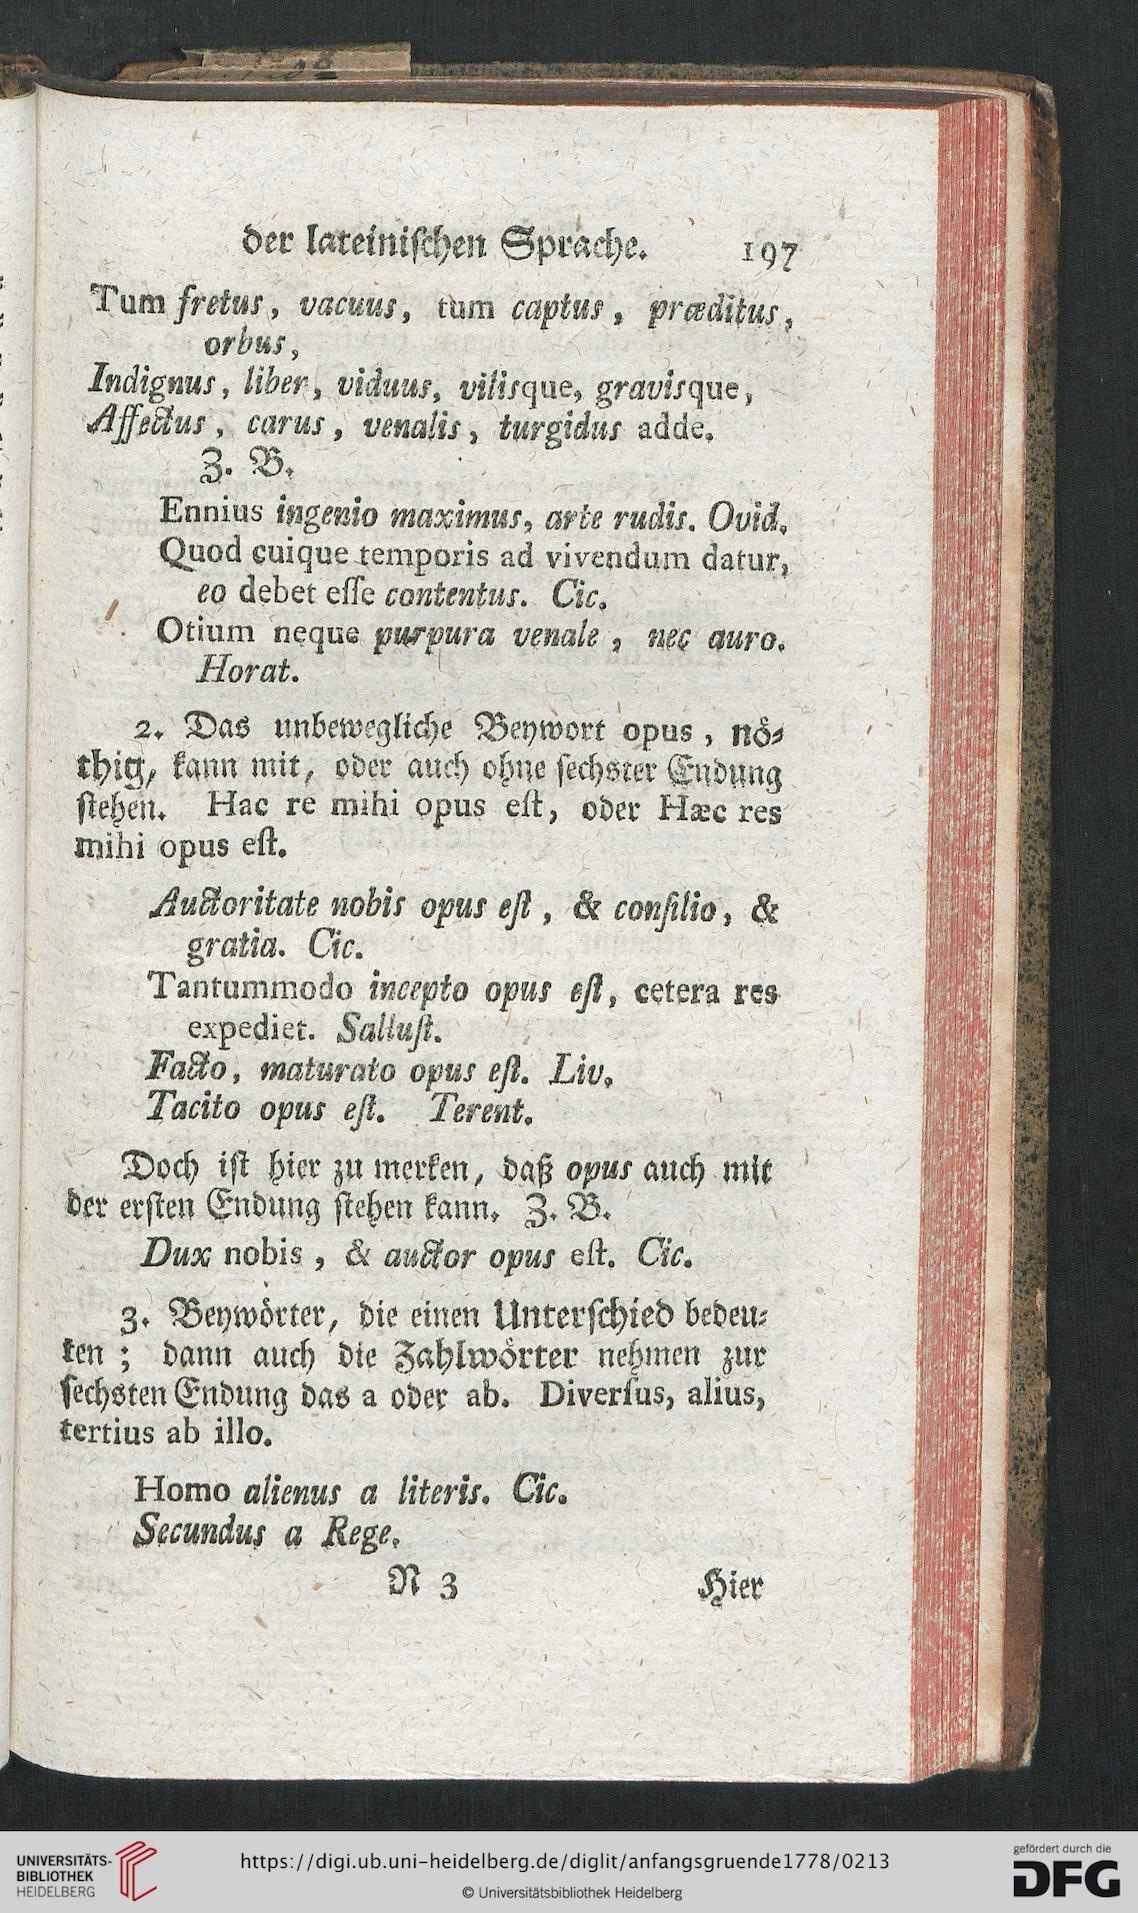 der lateinischen Sprache. 197
Tum fretus, vacuus, tum captus, præditus,
orbus,
Indignus, liber, viduus, vilisque, gravisque,
Affectus, carus, venalis, turgidus adde.
Z. B.
Ennius ingenio maximus, arte rudis. Ovid.
Quod cuique temporis ad vivendum datur,
eo debet eſſe contentus. Cic.
Otium neque purpura venale, nec auro.
Horat.
2. Das unbewegliche Beywort opus, nö⸗
thig, kann mit, oder auch ohne ſechster Endung
ſtehen. Hac re mihi opus eſt, oder Hæc res
mihi opus eſt.
Auctoritate nobis opus eſt, & conſilio, &
gratia. Cic.
Tantummodo incepto opus eſt, cetera res
expediet. Salluſt.
Facto, maturato opus eſt. Liv.
Tacito opus eſt. Terent.
Doch iſt hier zu merken, daß opus auch mit
der erſten Endung ſtehen kann. Z. B.
Dux nobis, & auctor opus eſt. Cic.
3. Beywörter, die einen Unterſchied bedeu⸗
ten; dann auch die Zahlwörter nehmen zur
ſechsten Endung das a oder ab. Diverſus, alius,
tertius ab illo.
Homo alienus a literis. Cic.
Secundus a Rege.
N 3 Hier
UNIVERSITÄTS-
BIBLIOTHEK
HEIDELBERG
https://digi.ub.uni-heidelberg.de/diglit/anfangsgruende1778/0213
© Universitätsbibliothek Heidelberg
gefördert durch die
DFG